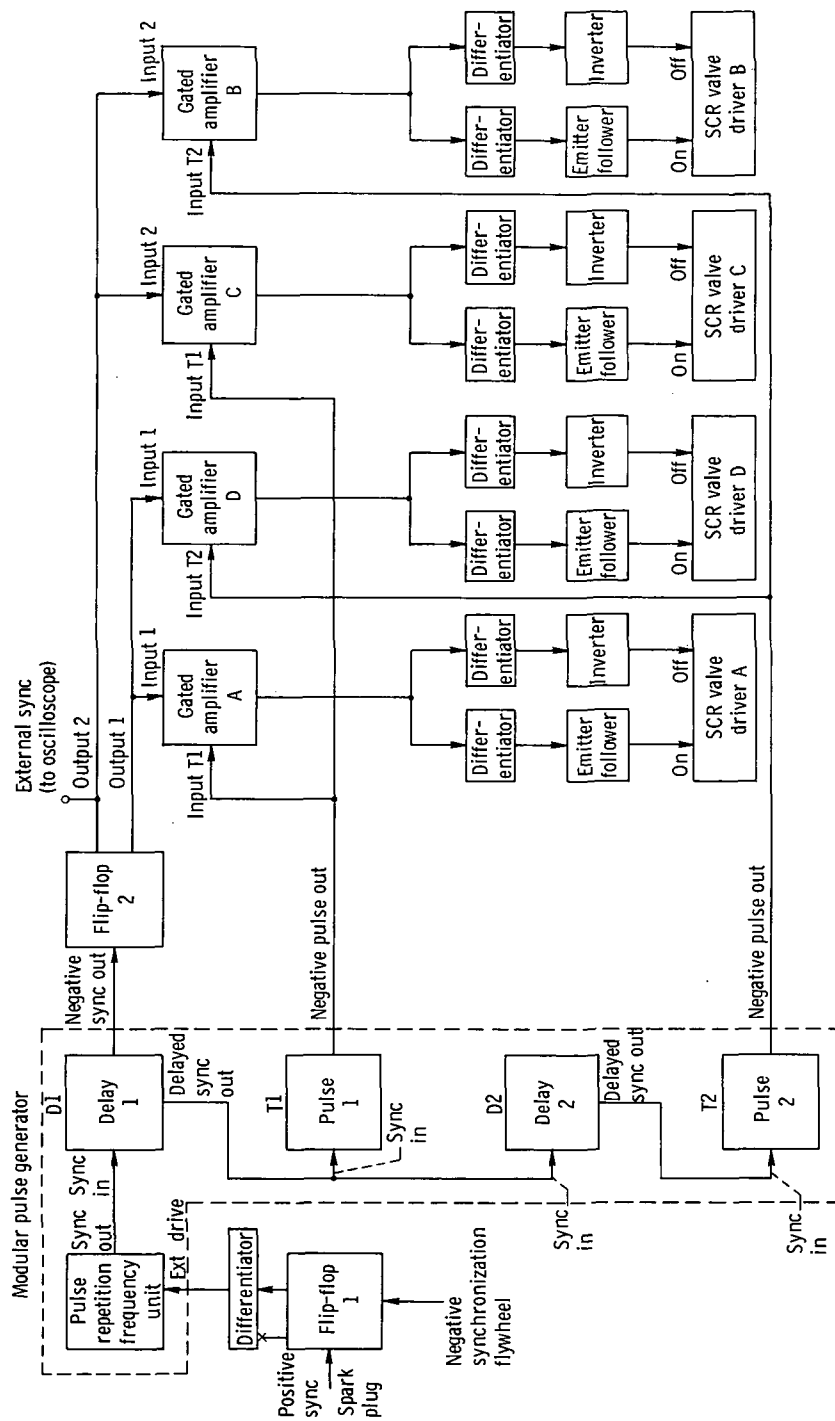 Modular pulse generator
Pulse
repetition
frequency
unit
Sync
out
Sync
in
D1
Delay
1
Negative
sync out
Flip-flop
2
External sync
(to oscilloscope)
Output 2
Output 1
Ext drive
Differentiator
Flip-flop
1
Positive
sync
Spark
plug
Negative
synchronization
flywheel
Delayed
sync
out
T1
Pulse
1
Sync
in
Negative pulse out
D2
Delay
2
Sync
in
Delayed
sync out
T2
Pulse
2
Sync
in
Negative pulse out
Input 1
Gated
amplifier
A
Input T1
Input 1
Gated
amplifier
D
Input T2
Input 2
Gated
amplifier
C
Input T1
Input 2
Gated
amplifier
B
Input T2
Differ-
entiator
Differ-
entiator
Emitter
follower
Inverter
On
Off
SCR valve
driver A
Differ-
entiator
Differ-
entiator
Emitter
follower
Inverter
On
Off
SCR valve
driver D
Differ-
entiator
Differ-
entiator
Emitter
follower
Inverter
On
Off
SCR valve
driver C
Differ-
entiator
Differ-
entiator
Emitter
follower
Inverter
On
Off
SCR valve
driver B